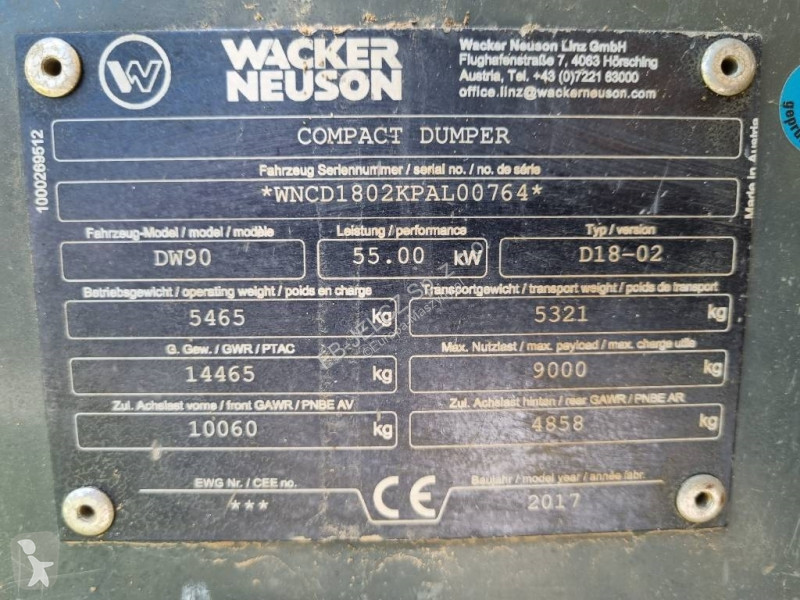 WACKER
NEUSON
Wacker Neuson Linz GmbH
Flughafenstraße 7, 4063 Hörsching
Austria, Tel. +43 (0)7221 63000
office.linz@wackerneuson.com
1000269512
COMPACT DUMPER
Made in Austria
Fahrzeug Seriennummer / serial no. / no. de série
*WNCD1802KPAL00764*
Fahrzeug-Model / model / modèle Leistung / performance Typ / version
DW90 55.00 kW D18-02
Betriebsgewicht / operating weight / poids en charge Transportgewicht / transport weight / poids de transport
5465 kg 5321 kg
G. Gew. / GWR / PTAC Max. Nutzlast / max. payload / max. charge utile
14465 kg 9000 kg
Zul. Achslast vorne / front GAWR / PNBE AV Zul. Achslast hinten / rear GAWR / PNBE AR
10060 kg 4858 kg
EWG Nr. / CEE no. CE Baujahr / model year / année fabr.
*** 2017